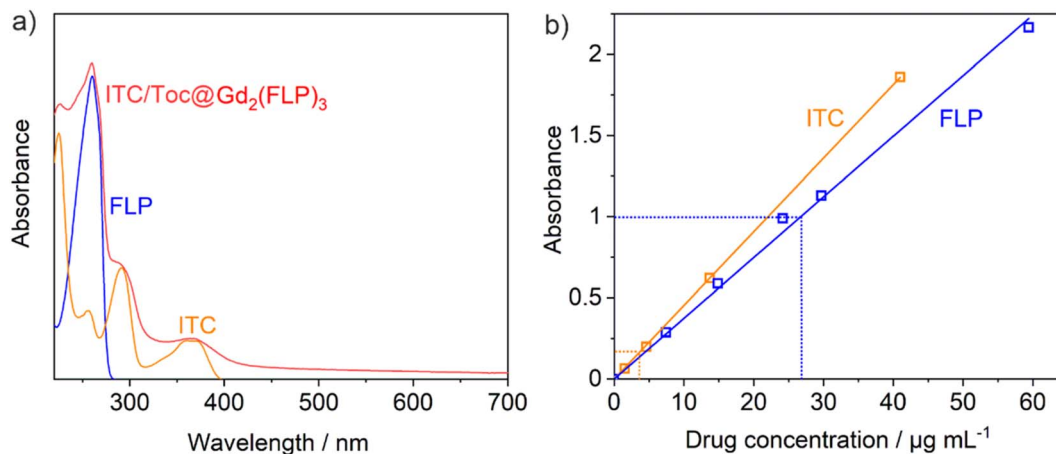 a)
Absorbance
ITC/Toc@Gd₂(FLP)₃
FLP
ITC
300 400 500 600 700
Wavelength / nm
b)
Absorbance
2
1.5
1
0.5
0
ITC
FLP
0 10 20 30 40 50 60
Drug concentration / µg mL⁻¹